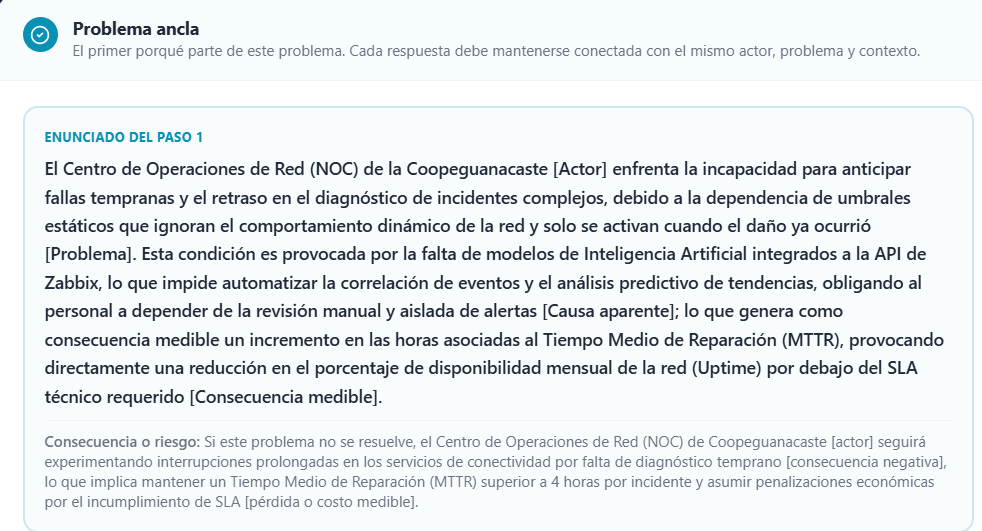 Problema ancla
El primer porqué parte de este problema. Cada respuesta debe mantenerse conectada con el mismo actor, problema y contexto.
ENUNCIADO DEL PASO 1
El Centro de Operaciones de Red (NOC) de la Coopeguanacaste [Actor] enfrenta la incapacidad para anticipar
fallas tempranas y el retraso en el diagnóstico de incidentes complejos, debido a la dependencia de umbrales
estáticos que ignoran el comportamiento dinámico de la red y solo se activan cuando el daño ya ocurrió
[Problema]. Esta condición es provocada por la falta de modelos de Inteligencia Artificial integrados a la API de
Zabbix, lo que impide automatizar la correlación de eventos y el análisis predictivo de tendencias, obligando al
personal a depender de la revisión manual y aislada de alertas [Causa aparente]; lo que genera como
consecuencia medible un incremento en las horas asociadas al Tiempo Medio de Reparación (MTTR), provocando
directamente una reducción en el porcentaje de disponibilidad mensual de la red (Uptime) por debajo del SLA
técnico requerido [Consecuencia medible].
Consecuencia o riesgo: Si este problema no se resuelve, el Centro de Operaciones de Red (NOC) de Coopeguanacaste [actor] seguirá
experimentando interrupciones prolongadas en los servicios de conectividad por falta de diagnóstico temprano [consecuencia negativa],
lo que implica mantener un Tiempo Medio de Reparación (MTTR) superior a 4 horas por incidente y asumir penalizaciones económicas
por el incumplimiento de SLA [pérdida o costo medible].